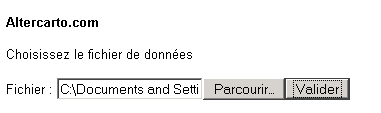 Altercarto.com
Choisissez le fichier de données
Fichier : C:\Documents and Setti Parcourir... Valider